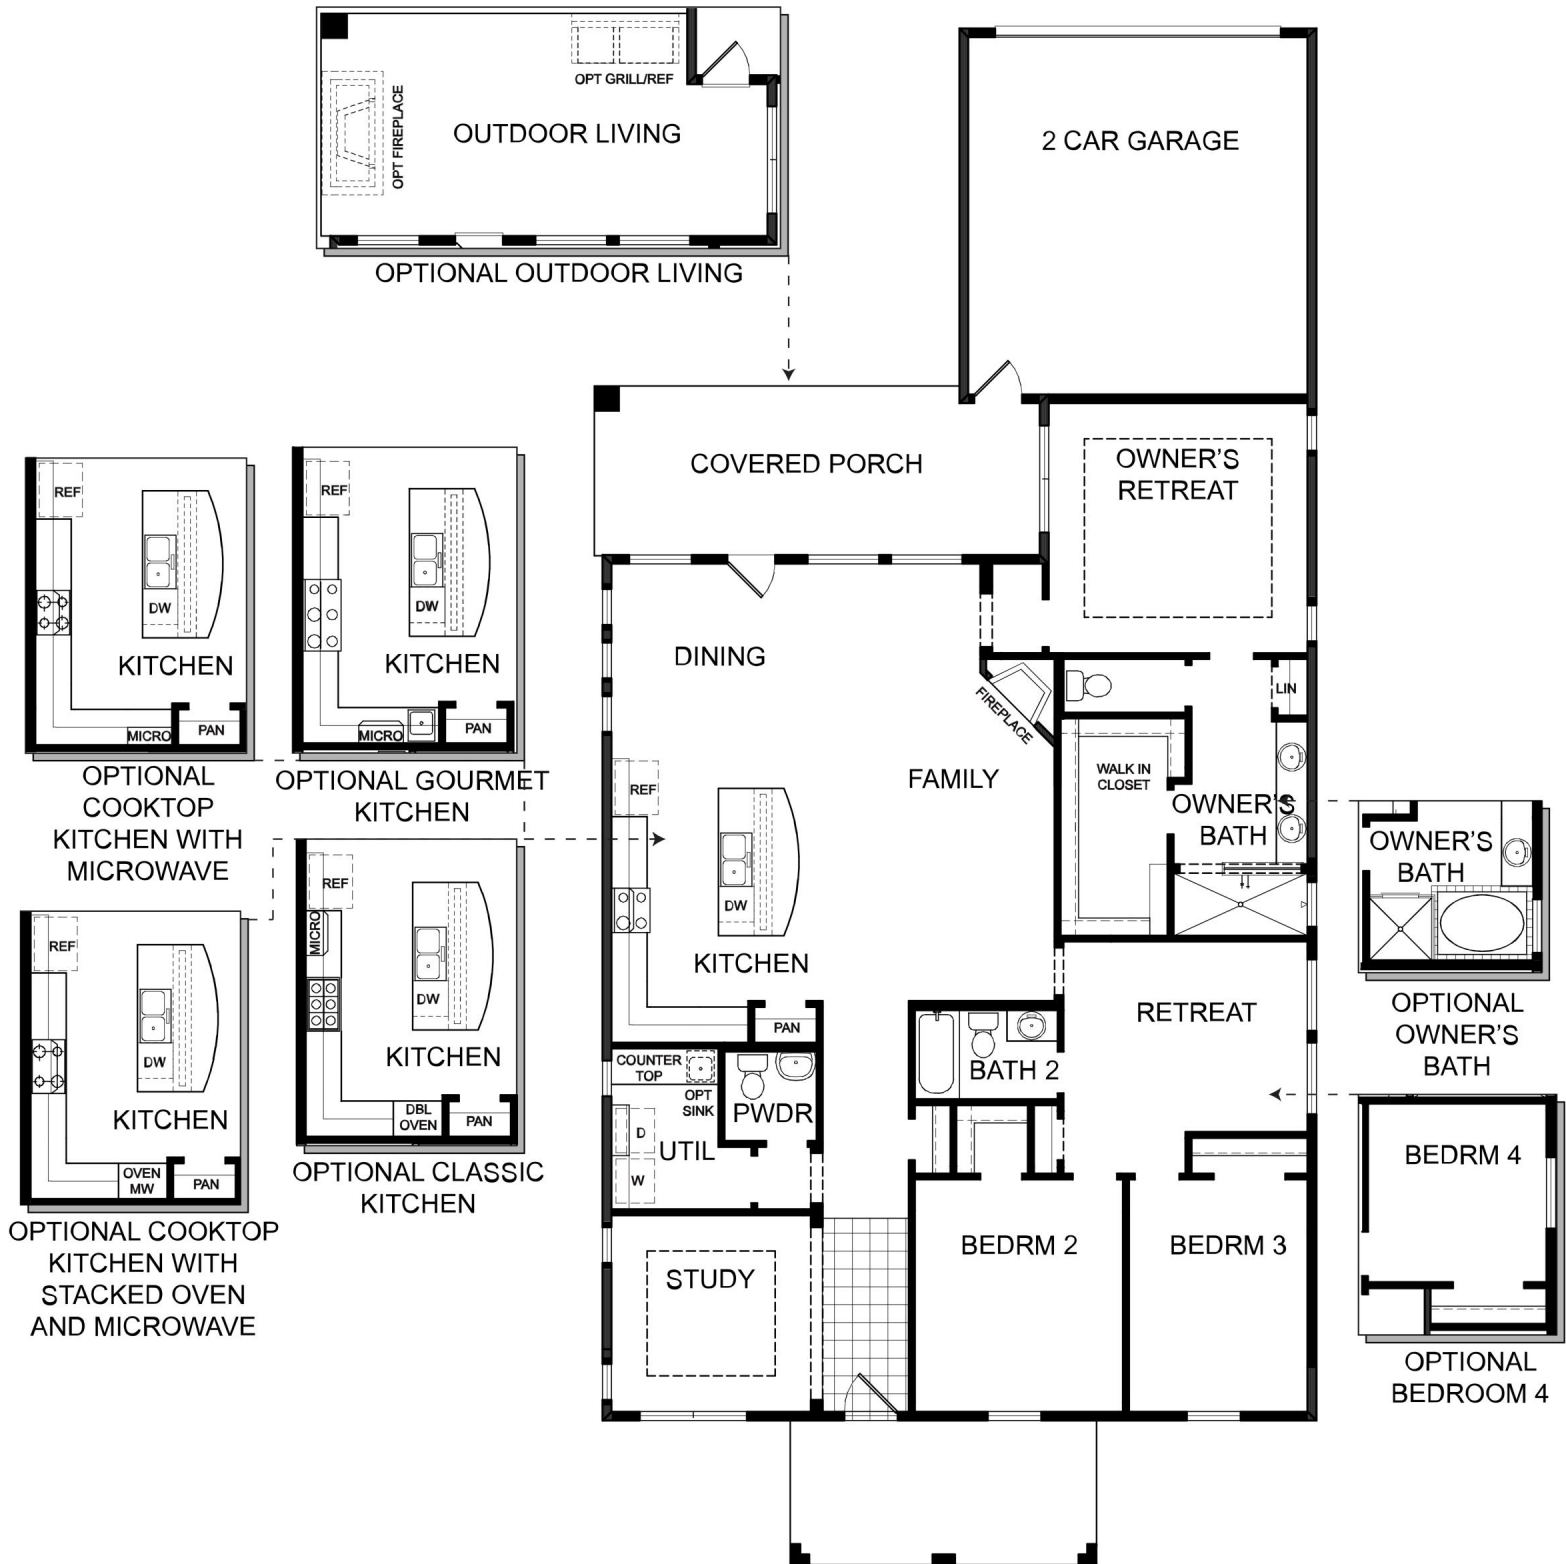 OPT GRILL/REF
OPT FIREPLACE
OUTDOOR LIVING
OPTIONAL OUTDOOR LIVING
2 CAR GARAGE
COVERED PORCH
OWNER'S
RETREAT
REF
DW
KITCHEN
MICRO
PAN
OPTIONAL
COOKTOP
KITCHEN WITH
MICROWAVE
REF
DW
KITCHEN
MICRO
PAN
OPTIONAL GOURMET
KITCHEN
REF
DW
KITCHEN
OVEN
MW
PAN
OPTIONAL COOKTOP
KITCHEN WITH
STACKED OVEN
AND MICROWAVE
REF
MICRO
DW
KITCHEN
DBL
OVEN
PAN
OPTIONAL CLASSIC
KITCHEN
DINING
FIREPLACE
LIN
FAMILY
WALK IN
CLOSET
OWNER'S
BATH
REF
DW
KITCHEN
PAN
RETREAT
COUNTER
TOP
OPT
SINK
PWDR
BATH 2
D
UTIL
W
STUDY
BEDRM 2
BEDRM 3
OWNER'S
BATH
OPTIONAL
OWNER'S
BATH
BEDRM 4
OPTIONAL
BEDROOM 4